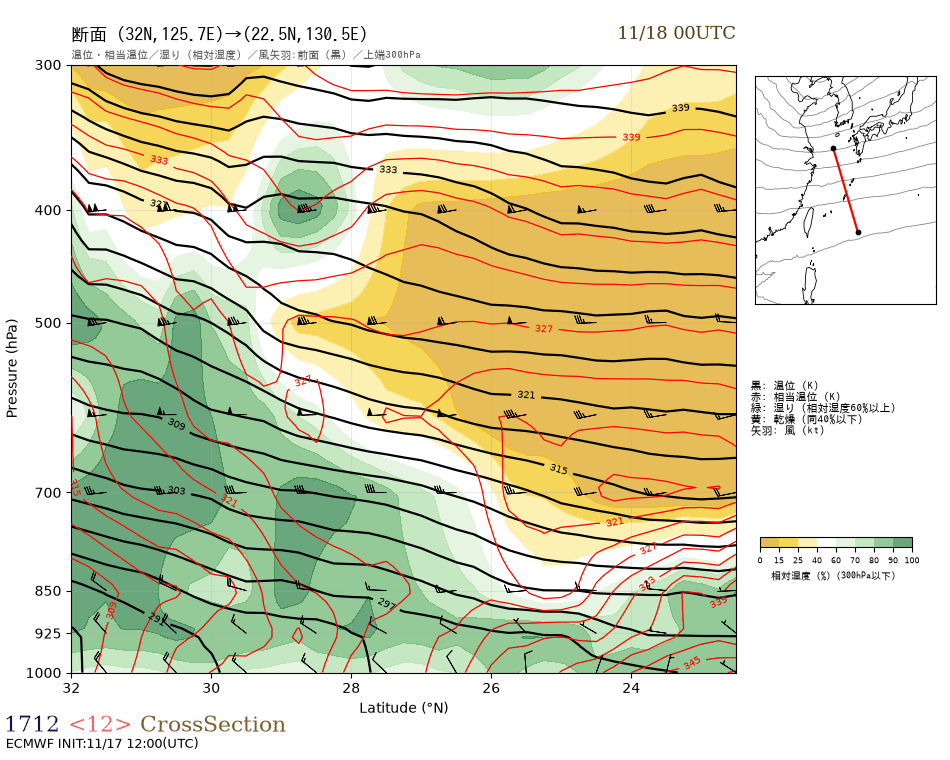 断面 (32N,125.7E)→(22.5N,130.5E)
11/18 00UTC
温位・相当温位／湿り (相対湿度) ／風矢羽:前面 (黒) ／上端300hPa
300
400
500
700
850
925
1000
Pressure (hPa)
32
30
28
26
24
Latitude (°N)
339
339
333
333
327
327
327
321
321
321
315
315
309
309
303
297
291
327
333
333
345
黒: 温位 (K)
赤: 相当温位 (K)
緑: 湿り (相対湿度60%以上)
黄: 乾燥 (同40%以下)
矢羽: 風 (kt)
0 15 25 40 60 70 80 90 100
相対湿度 (%) (300hPa以下)
1712 <12> CrossSection
ECMWF INIT:11/17 12:00(UTC)